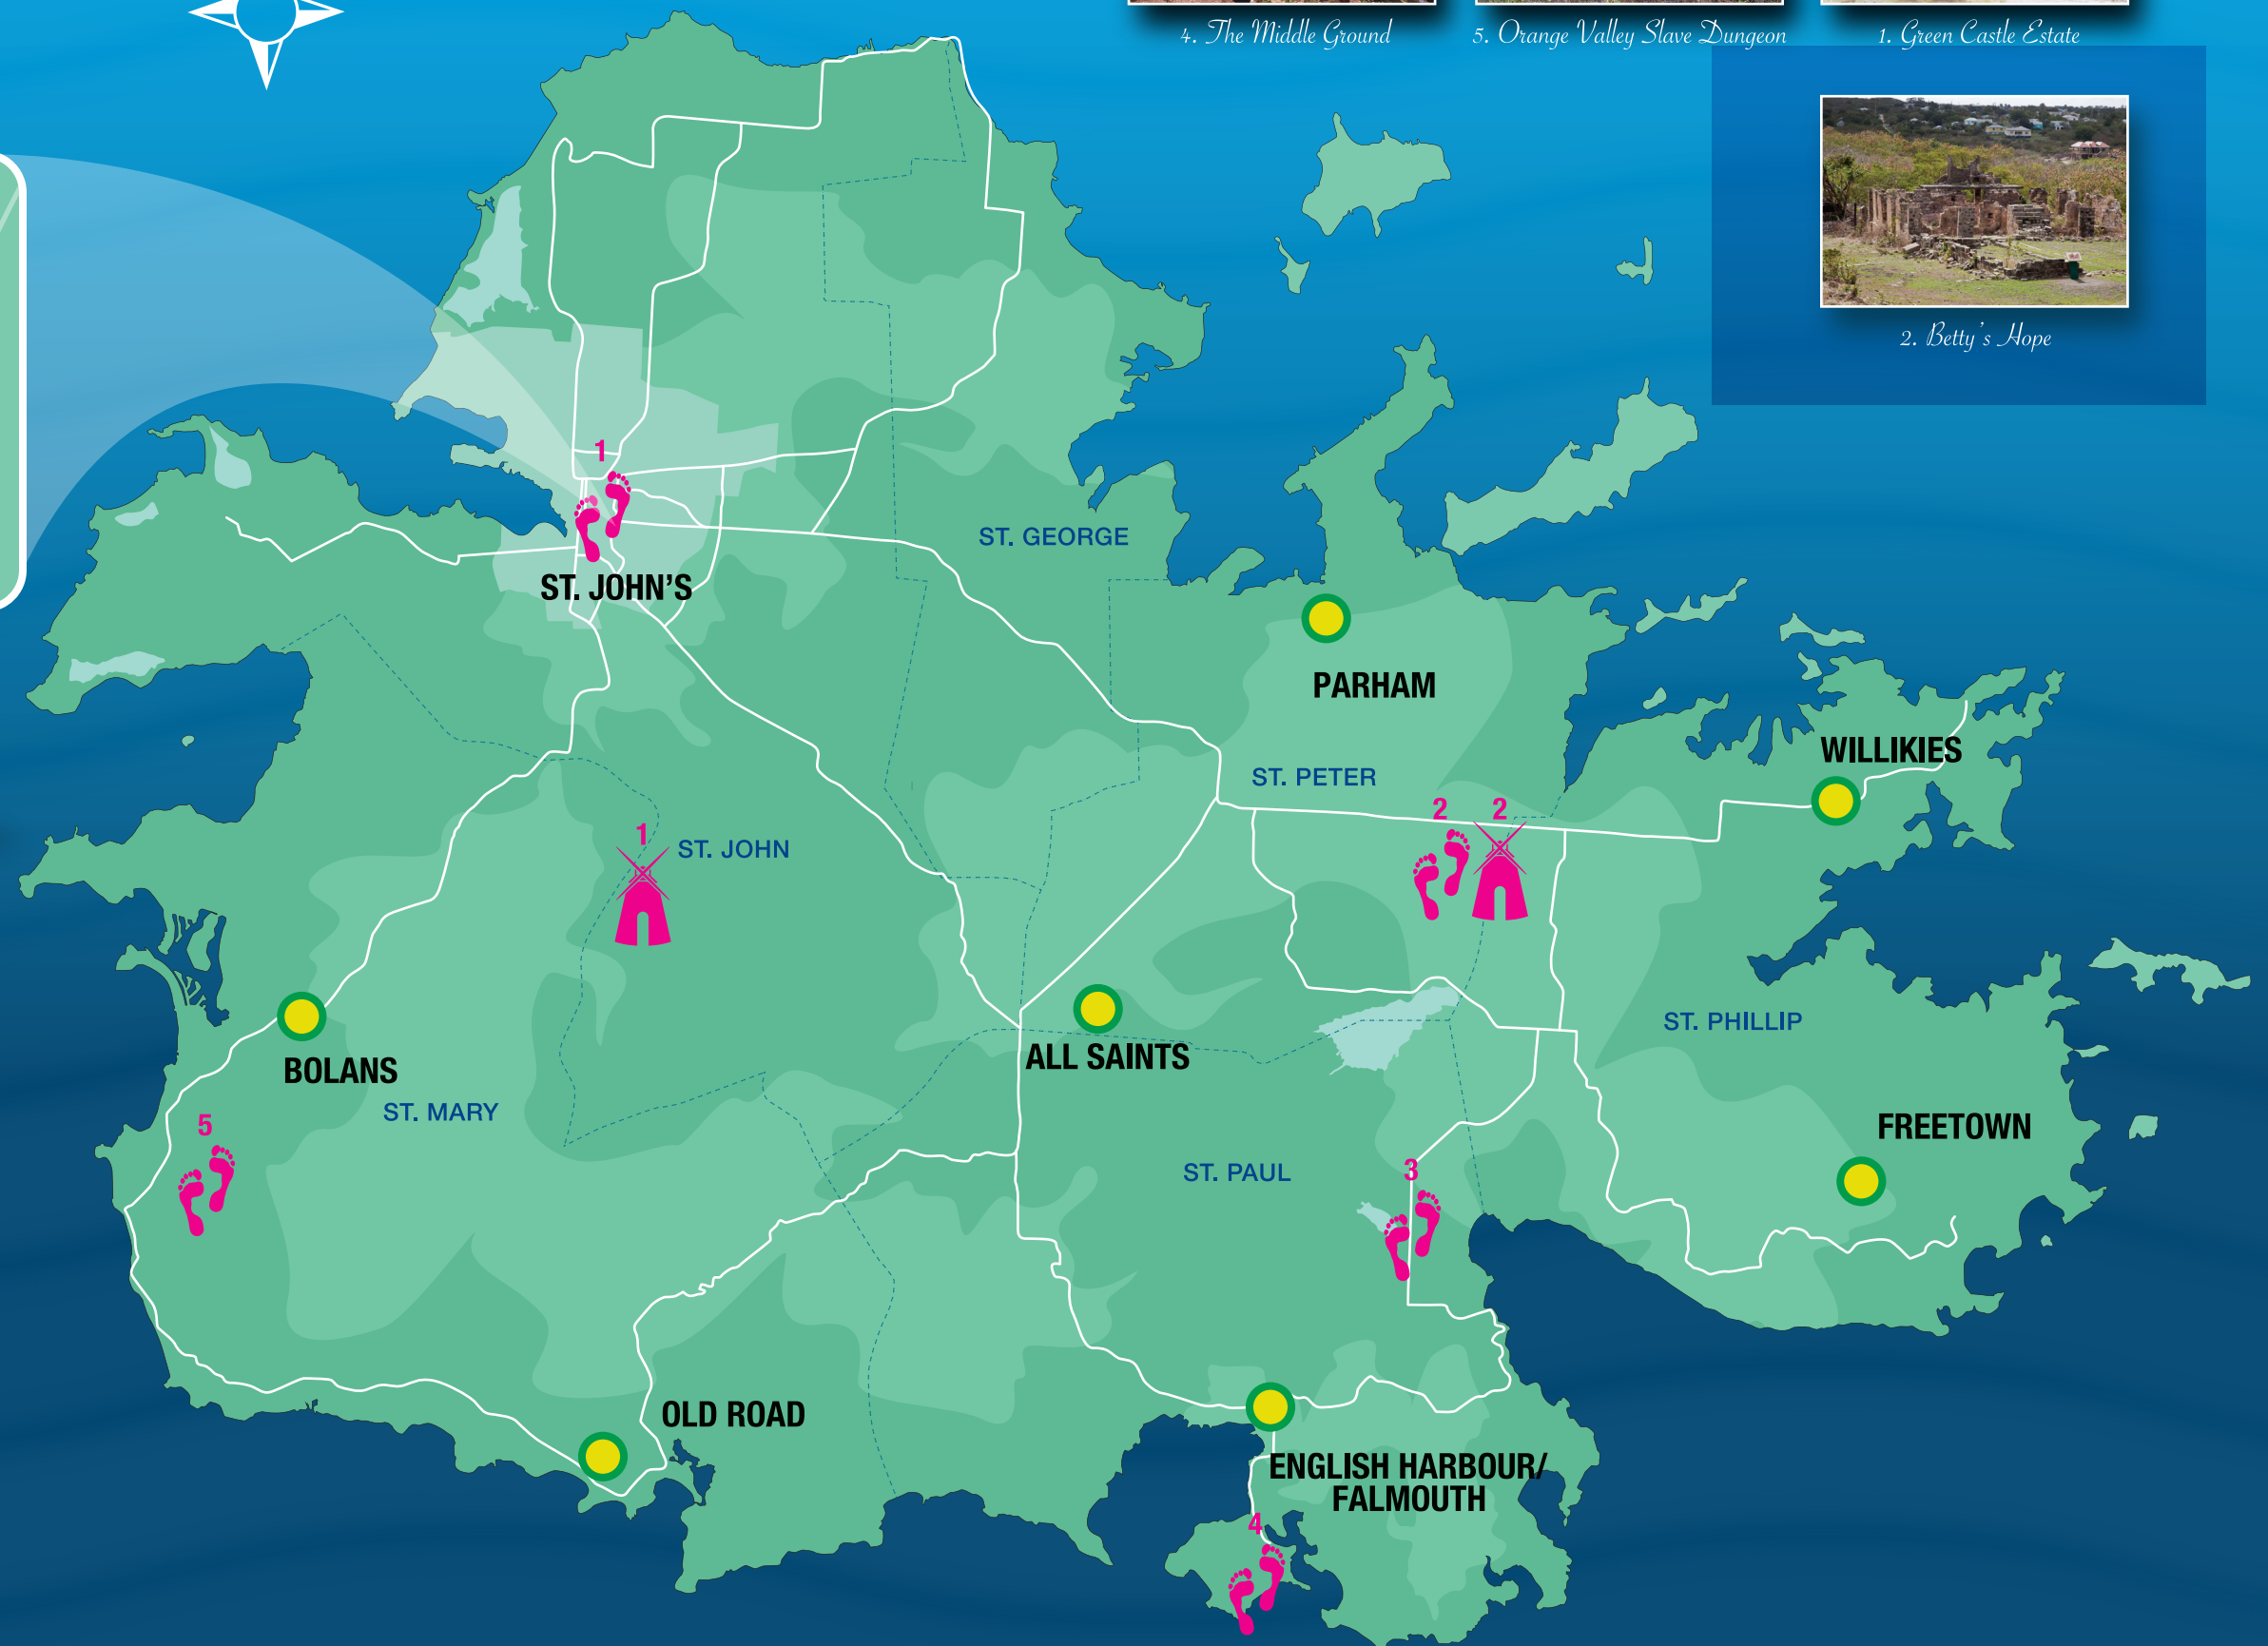 4. The Middle Ground
5. Orange Valley Slave Dungeon
1. Green Castle Estate
2. Betty's Hope
1
ST. GEORGE
ST. JOHN'S
PARHAM
WILLIKIES
ST. PETER
2
2
1
ST. JOHN
ST. PHILLIP
ALL SAINTS
BOLANS
ST. MARY
5
FREETOWN
ST. PAUL
3
OLD ROAD
ENGLISH HARBOUR/
FALMOUTH
4